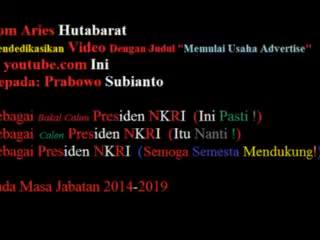 om Aries Hutabarat
endedikasikan Video Dengan Judul "Memulai Usaha Advertise"
youtube.com Ini
epada: Prabowo Subianto
ebagai Bakal Calon Presiden NKRI (Ini Pasti !)
ebagai Calon Presiden NKRI (Itu Nanti !)
ebagai Presiden NKRI (Semoga Semesta Mendukung!)
da Masa Jabatan 2014-2019